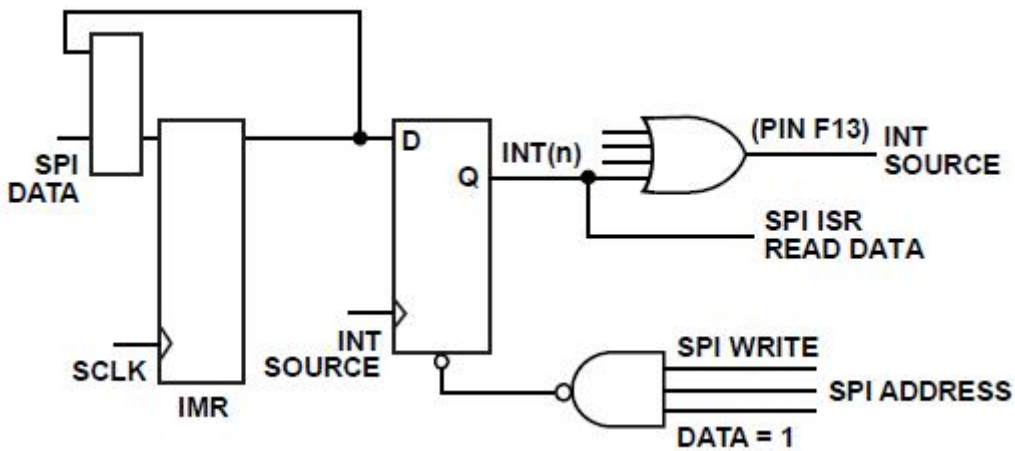 SPI
DATA
SCLK
IMR
D
Q
INT
SOURCE
INT(n)
(PIN F13)
INT
SOURCE
SPI ISR
READ DATA
SPI WRITE
SPI ADDRESS
DATA = 1